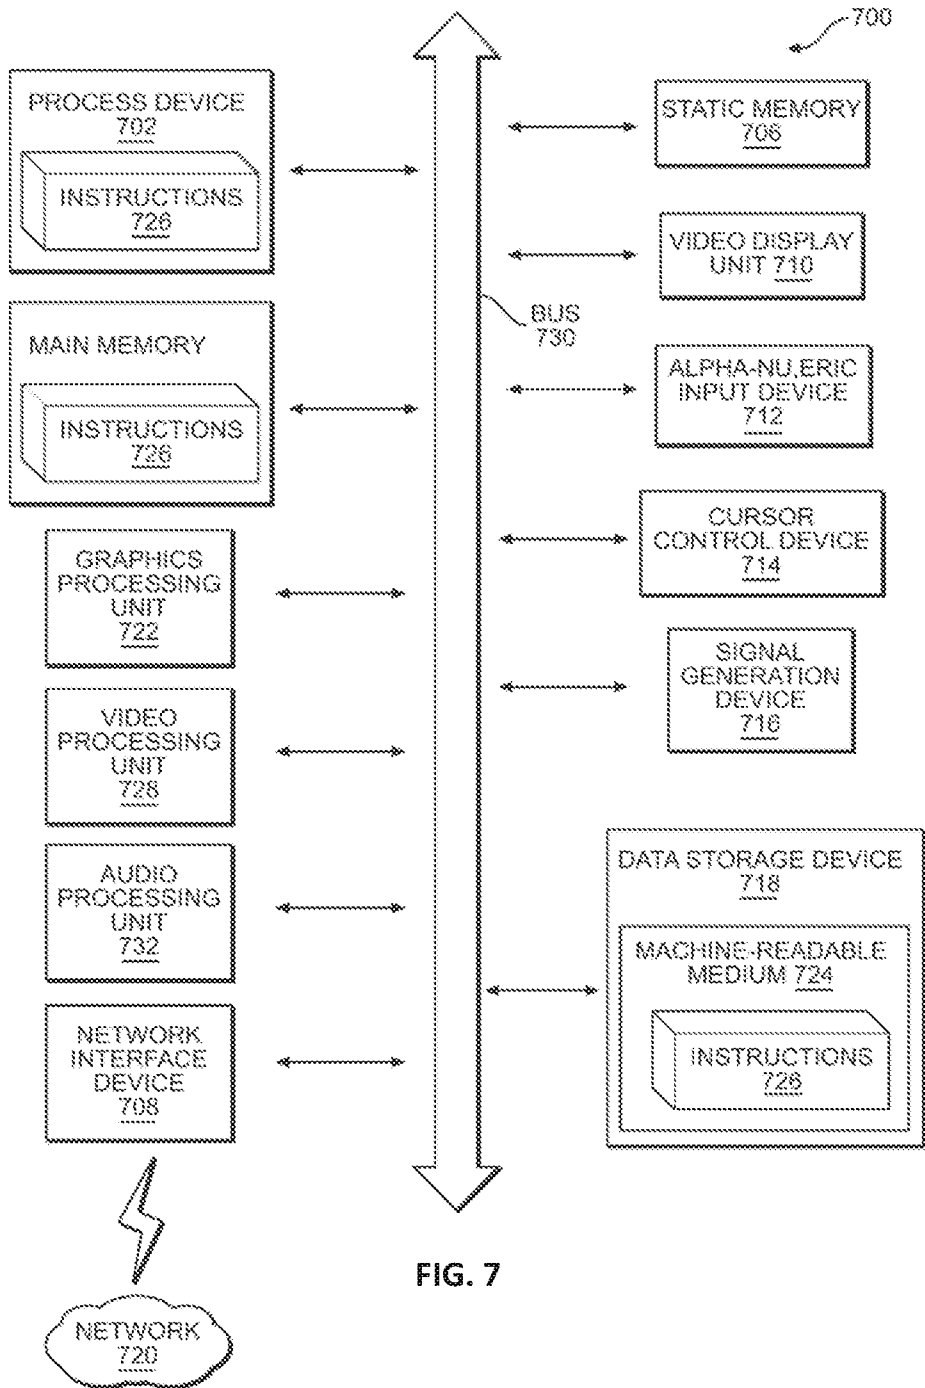 700
PROCESS DEVICE
702
INSTRUCTIONS
726
MAIN MEMORY
INSTRUCTIONS
726
GRAPHICS
PROCESSING
UNIT
722
VIDEO
PROCESSING
UNIT
728
AUDIO
PROCESSING
UNIT
732
NETWORK
INTERFACE
DEVICE
708
NETWORK
720
BUS
730
STATIC MEMORY
706
VIDEO DISPLAY
UNIT 710
ALPHA-NU,ERIC
INPUT DEVICE
712
CURSOR
CONTROL DEVICE
714
SIGNAL
GENERATION
DEVICE
716
DATA STORAGE DEVICE
718
MACHINE-READABLE
MEDIUM 724
INSTRUCTIONS
726
FIG. 7